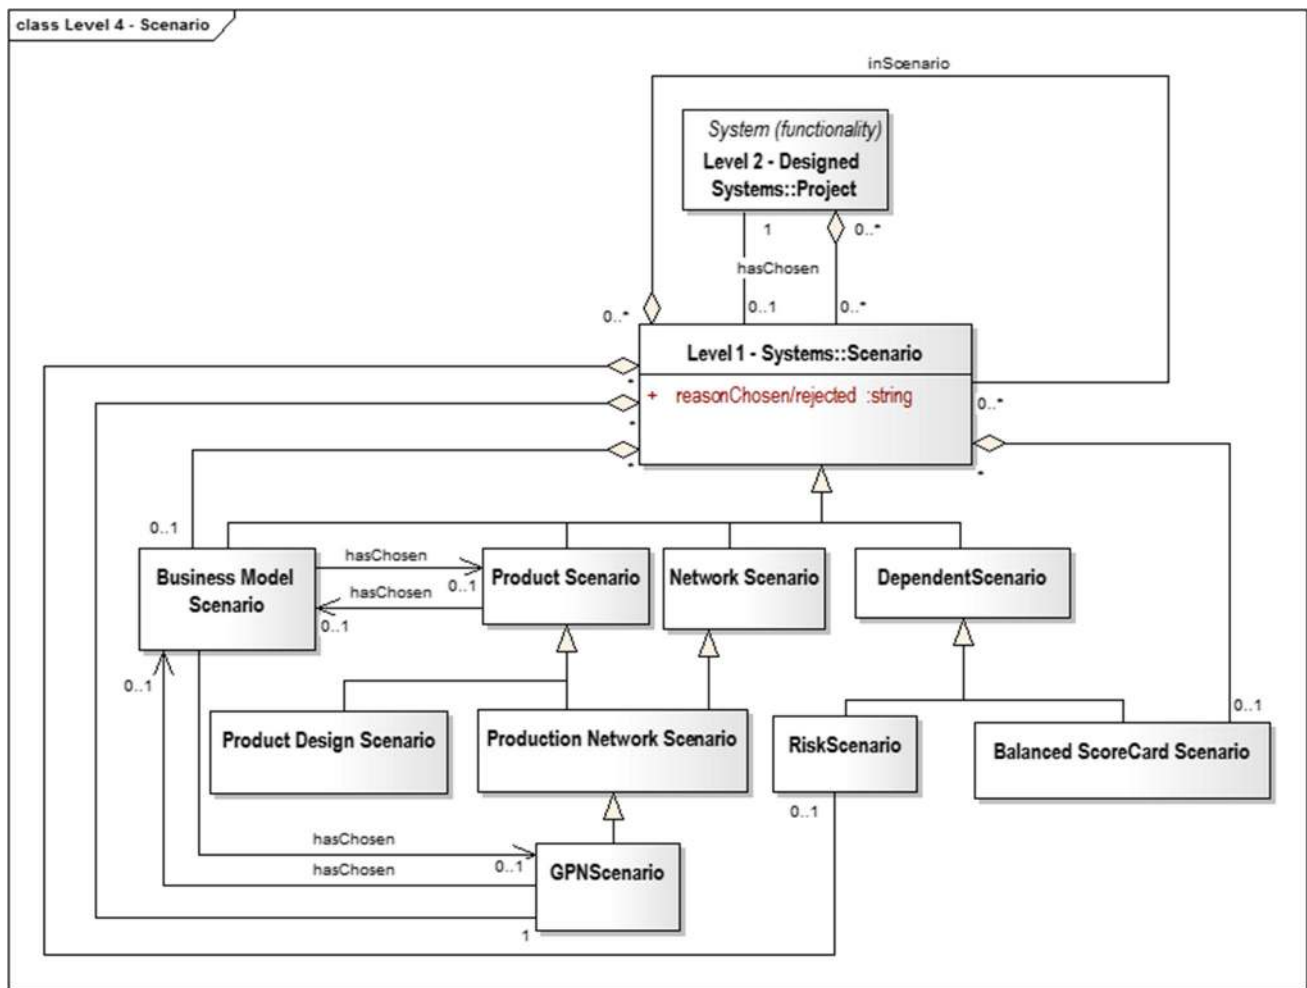 class Level 4 - Scenario
inScenario
System (functionality)
Level 2 - Designed
Systems::Project
1
0..*
hasChosen
0..1
0..*
0..*
Level 1 - Systems::Scenario
*
+ reasonChosen/rejected :string
0..*
*
*
*
0..1
0..1
Business Model
Scenario
hasChosen
0..1
hasChosen
0..1
Product Scenario
Network Scenario
DependentScenario
0..1
Product Design Scenario
Production Network Scenario
RiskScenario
Balanced ScoreCard Scenario
0..1
hasChosen
0..1
hasChosen
GPNScenario
1